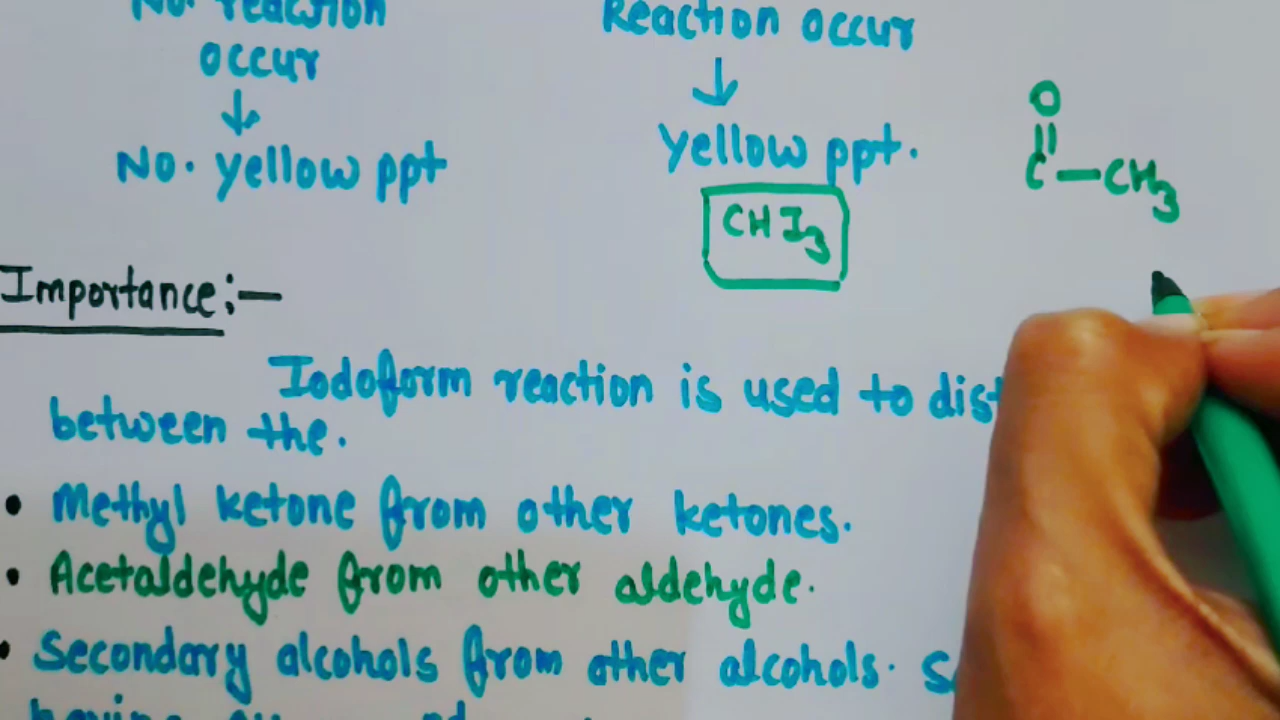 No. reaction
occur
↓
No. yellow ppt
Reaction occur
↓
Yellow ppt.
CHI3
O
||
C—CH3
Importance:—
Iodoform reaction is used to
between the.
• Methyl ketone from other ketones.
• Acetaldehyde from other aldehyde.
• Secondary alcohols from other alcohols.